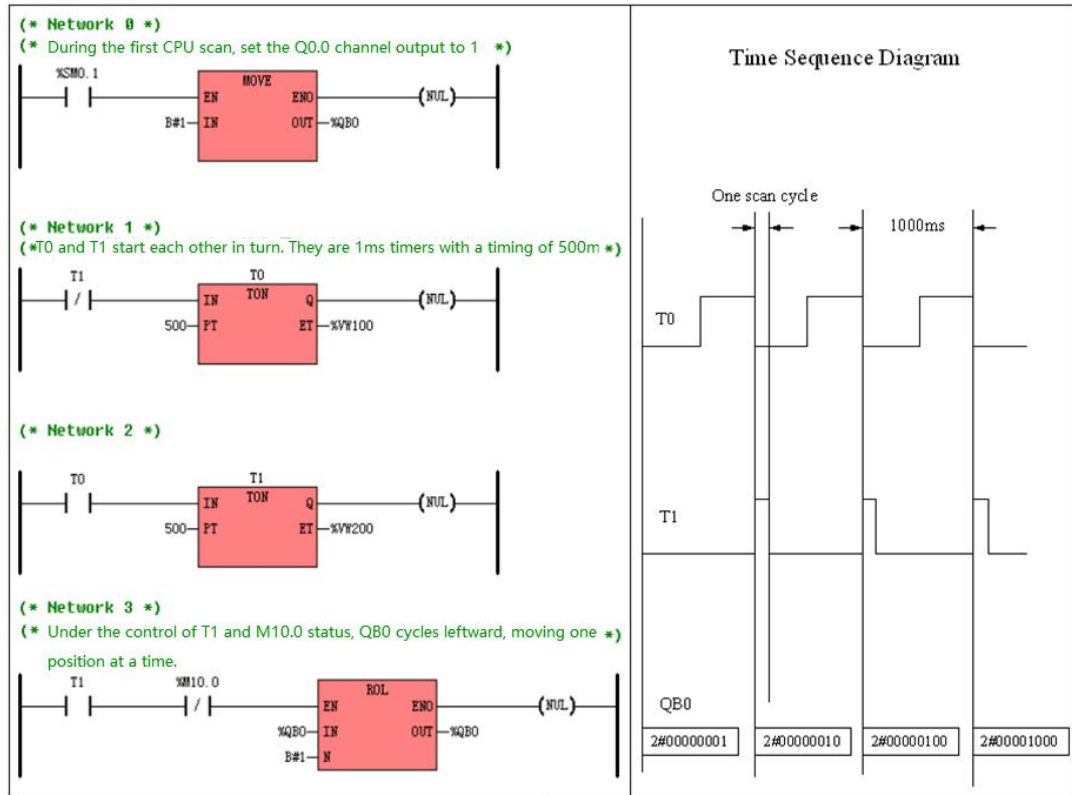 (* Network 0 *)
(* During the first CPU scan, set the Q0.0 channel output to 1 *)
%SM0.1
MOVE
EN ENO
(NUL)
B#1 IN OUT %QB0
(* Network 1 *)
(*T0 and T1 start each other in turn. They are 1ms timers with a timing of 500m *)
T1
/
T0
TON
IN Q
(NUL)
500 PT ET %VW100
(* Network 2 *)
T0
T1
TON
IN Q
(NUL)
500 PT ET %VW200
(* Network 3 *)
(* Under the control of T1 and M10.0 status, QB0 cycles leftward, moving one *)
position at a time.
T1
%M10.0
/
ROL
EN ENO
(NUL)
%QB0 IN OUT %QB0
B#1 N
Time Sequence Diagram
One scan cycle
1000ms
T0
T1
QB0
2#00000001 2#00000010 2#00000100 2#00001000